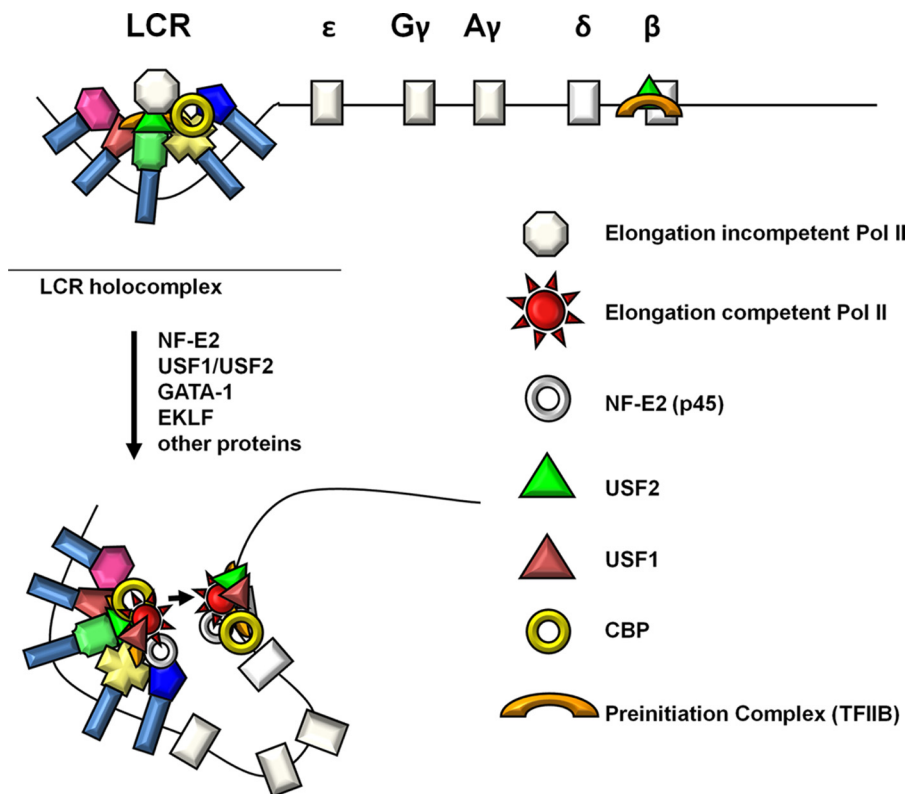 LCR ε Gγ Aγ δ β
Elongation incompetent Pol II
LCR holocomplex
Elongation competent Pol II
NF-E2
USF1/USF2
GATA-1
EKLF
other proteins
NF-E2 (p45)
USF2
USF1
CBP
Preinitiation Complex (TFIIB)